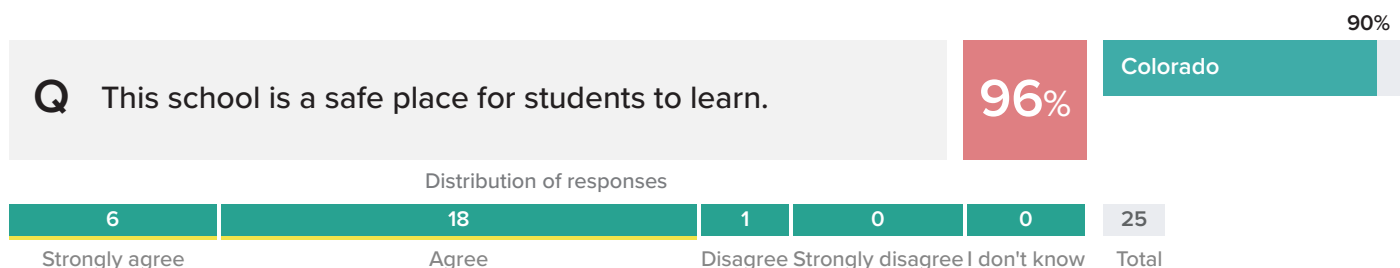 90%
Q This school is a safe place for students to learn.
96%
Colorado
Distribution of responses
6 18 1 0 0 25
Strongly agree Agree Disagree Strongly disagree I don't know Total